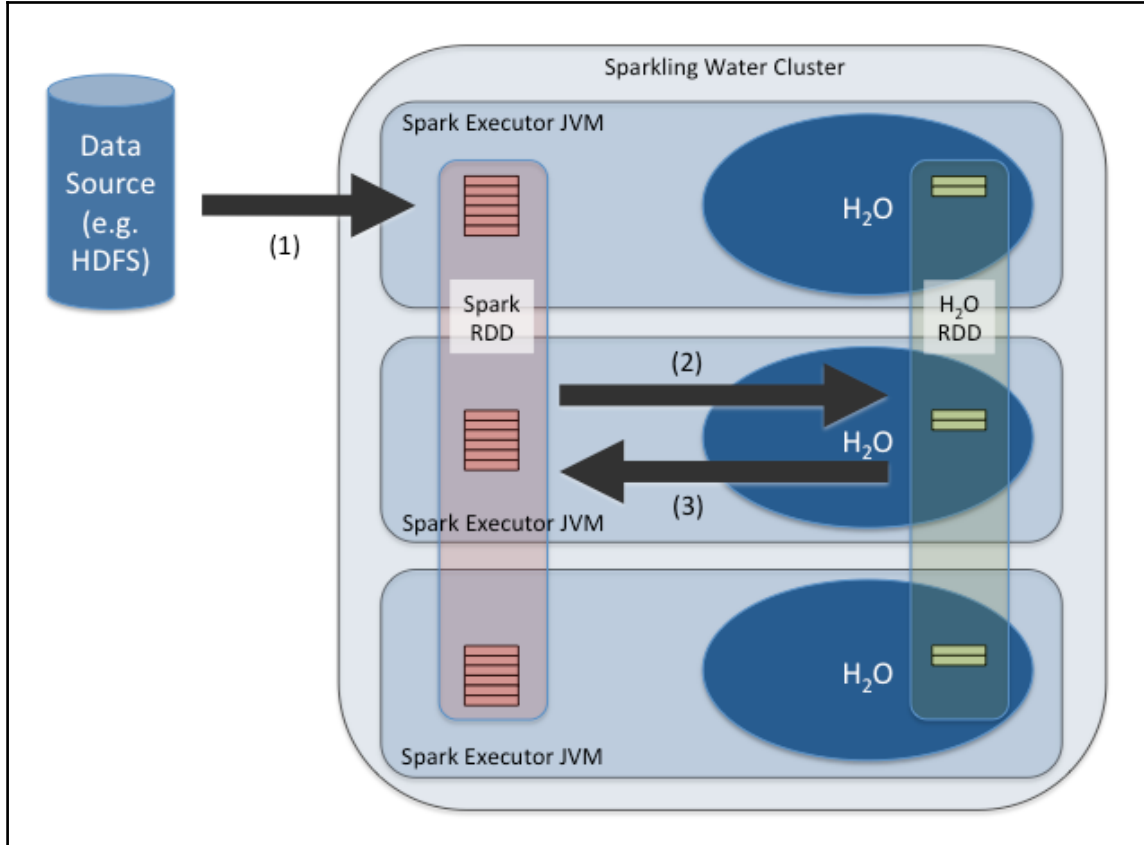 Sparkling Water Cluster
Data
Source
(e.g.
HDFS)
(1)
Spark Executor JVM
H₂O
Spark
RDD
H₂O
RDD
(2)
H₂O
(3)
Spark Executor JVM
H₂O
Spark Executor JVM